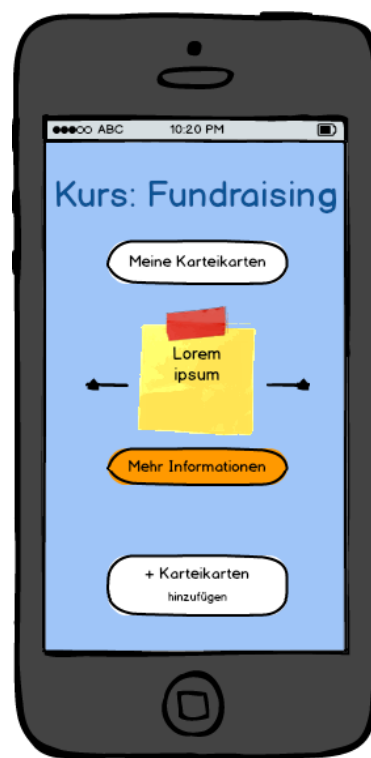 ABC 10:20 PM
Kurs: Fundraising
Meine Karteikarten
Lorem
ipsum
Mehr Informationen
+ Karteikarten
hinzufügen